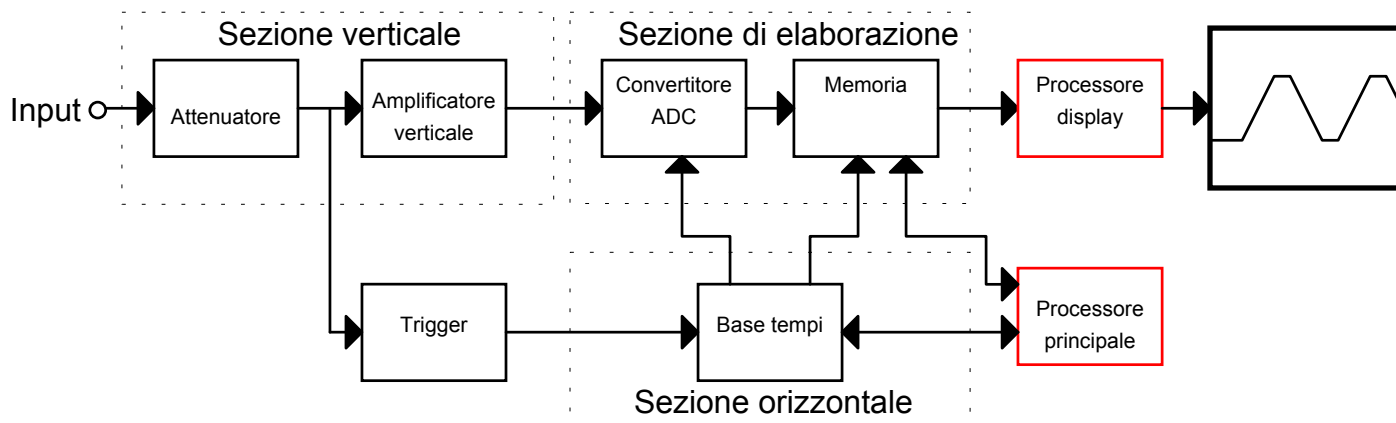 Sezione verticale
Sezione di elaborazione
Input
Attenuatore
Amplificatore
verticale
Convertitore
ADC
Memoria
Processore
display
Trigger
Base tempi
Processore
principale
Sezione orizzontale